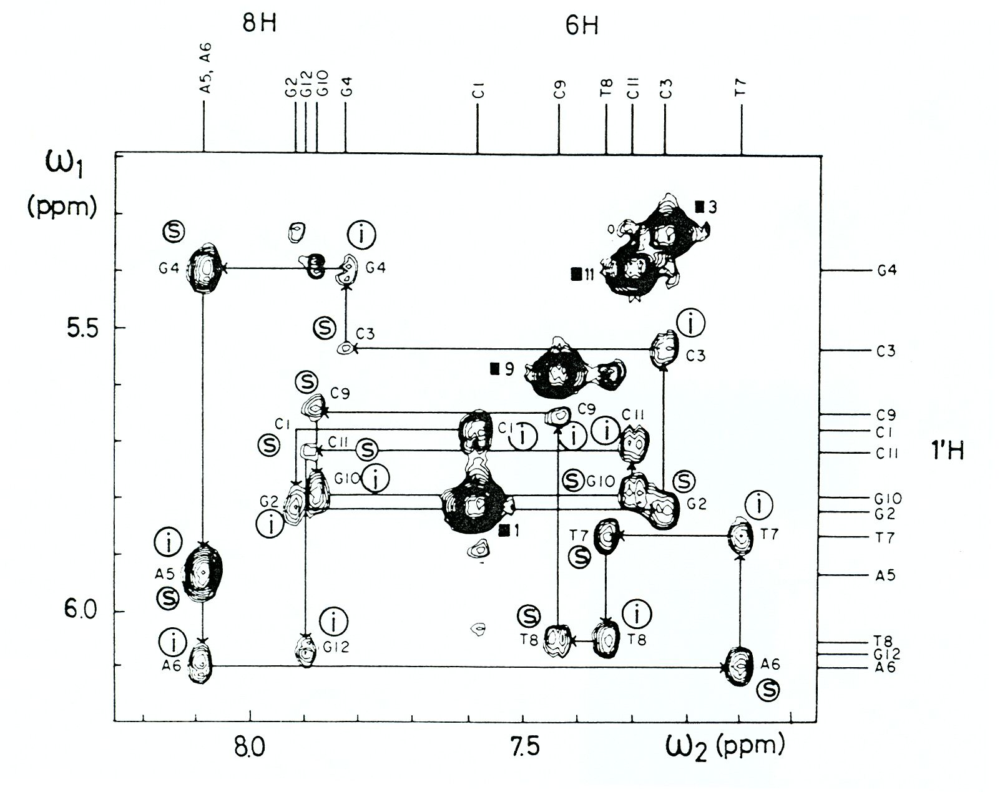 8H 6H
A5, A6 G2 G12 G10 G4 C1 C9 T8 C11 C3 T7
ω1
(ppm)
■3
S i
G4 G4 ■11 G4
5.5 S C3 i
C3 C3
■9
S C9 C9 C11 C9
C1 C1 i i i C1
S C11 S C11 1'H
G10 i S G10 S G10
G2 G2 G2
i ■1 i
T7 T7 T7
i S
A5 A5
S
6.0 i S i
i T8 T8 T8
G12 G12
A6 A6 A6
S
8.0 7.5 ω2 (ppm)